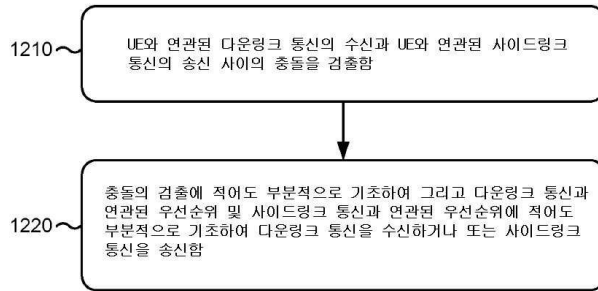 1210
UE와 연관된 다운링크 통신의 수신과 UE와 연관된 사이드링크
통신의 송신 사이의 충돌을 검출함
1220
충돌의 검출에 적어도 부분적으로 기초하여 그리고 다운링크 통신과
연관된 우선순위 및 사이드링크 통신과 연관된 우선순위에 적어도
부분적으로 기초하여 다운링크 통신을 수신하거나 또는 사이드링크
통신을 송신함